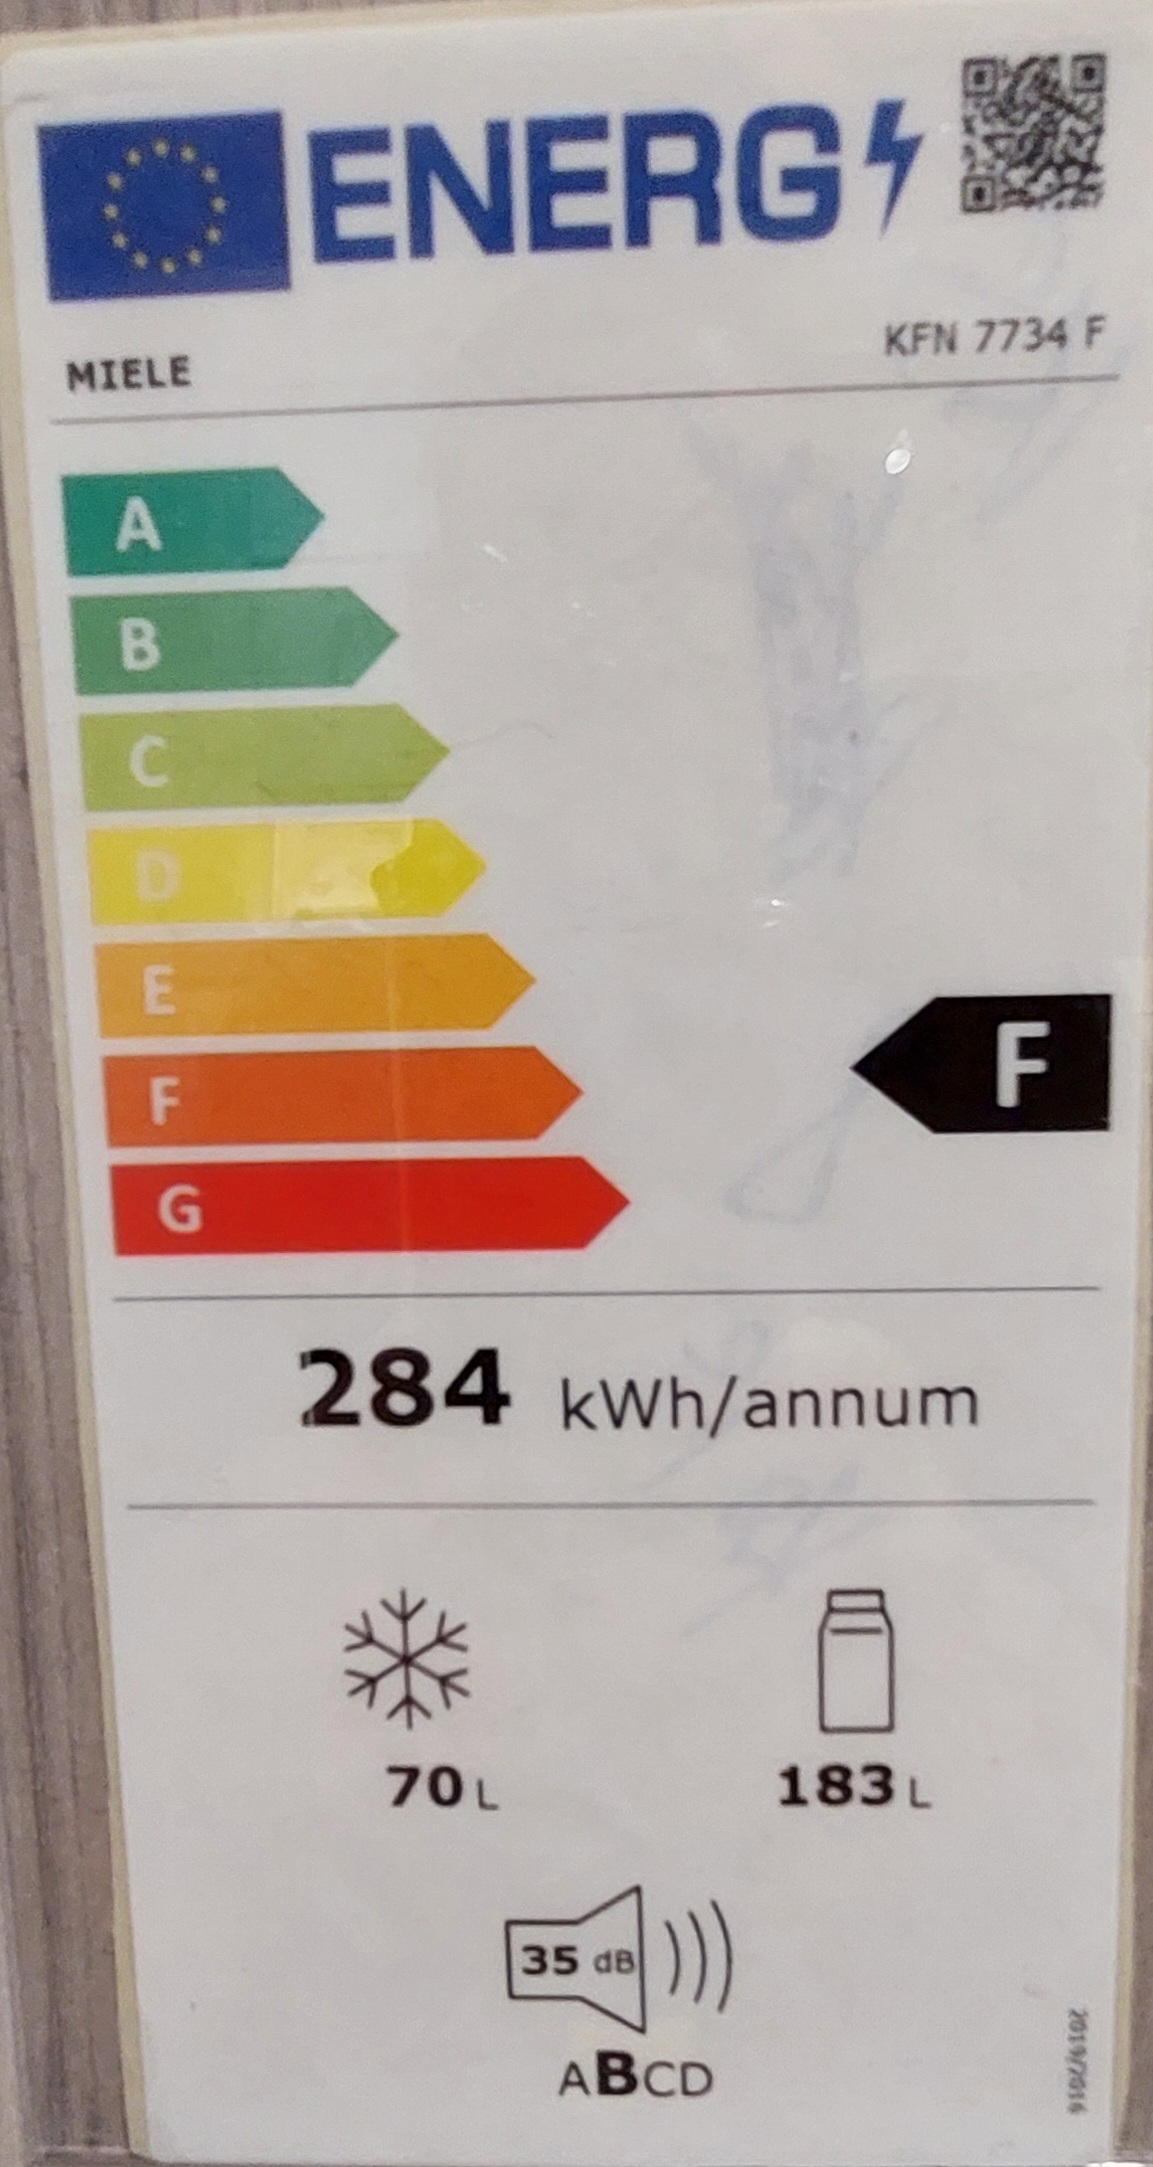 ENERG
KFN 7734 F
MIELE
A
B
C
D
E
F
F
G
284 kWh/annum
70 L
183 L
35 dB
ABCD
2019/2016